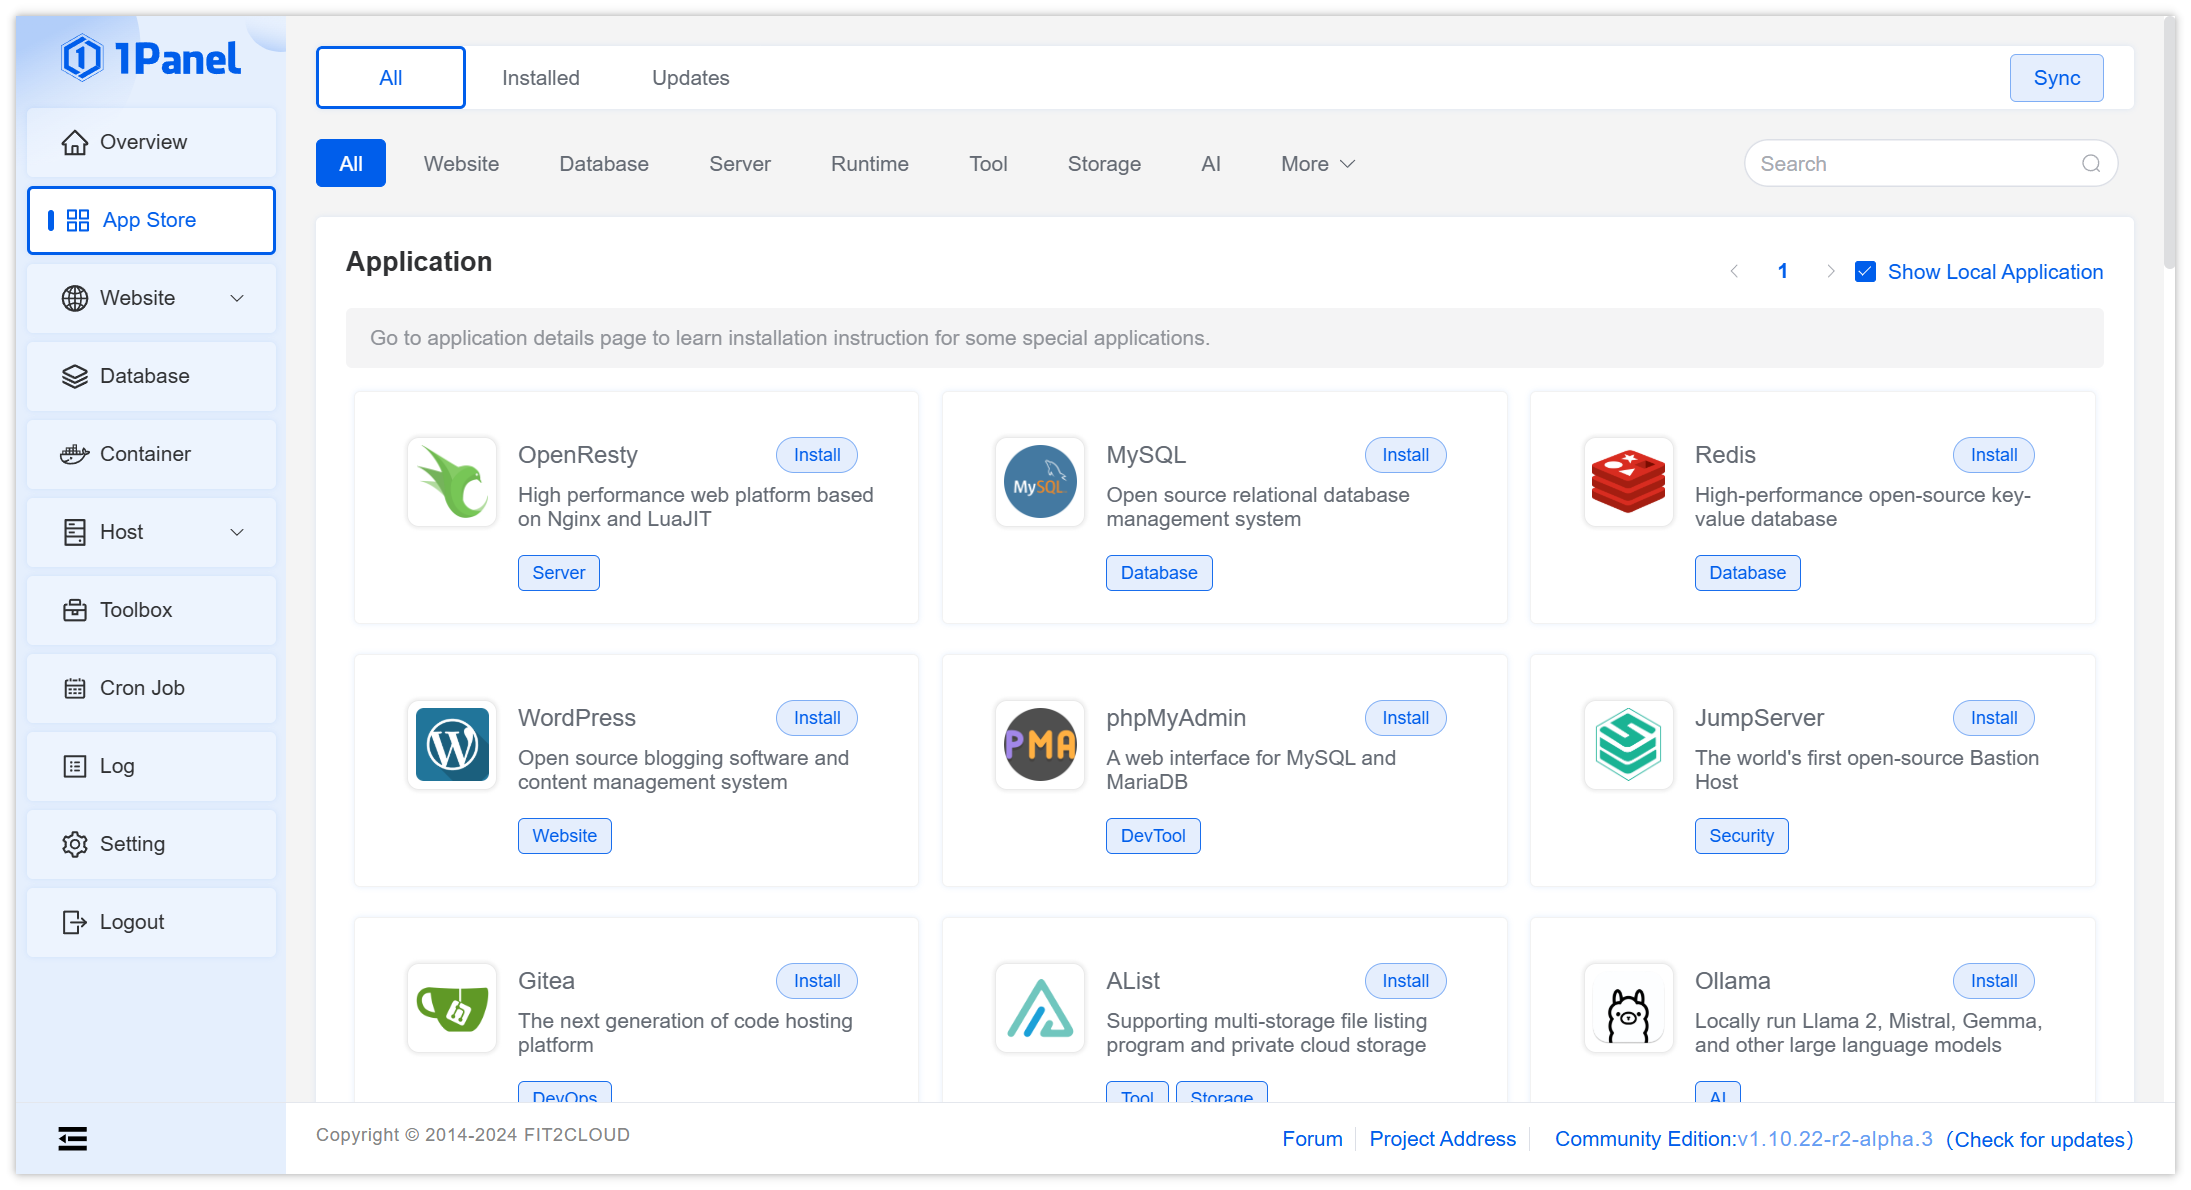 1Panel
Overview
App Store
Website
Database
Container
Host
Toolbox
Cron Job
Log
Setting
Logout
All
Installed
Updates
Sync
All
Website
Database
Server
Runtime
Tool
Storage
AI
More
Search
Application
1
Show Local Application
Go to application details page to learn installation instruction for some special applications.
OpenResty
Install
High performance web platform based
on Nginx and LuaJIT
Server
MySQL
MySQL
Install
Open source relational database
management system
Database
Redis
Install
High-performance open-source key-
value database
Database
WordPress
Install
Open source blogging software and
content management system
Website
PMA
phpMyAdmin
Install
A web interface for MySQL and
MariaDB
DevTool
JumpServer
Install
The world's first open-source Bastion
Host
Security
Gitea
Install
The next generation of code hosting
platform
DevOps
AList
Install
Supporting multi-storage file listing
program and private cloud storage
Tool
Storage
Ollama
Install
Locally run Llama 2, Mistral, Gemma,
and other large language models
AI
Copyright © 2014-2024 FIT2CLOUD
Forum
Project Address
Community Edition:v1.10.22-r2-alpha.3 (Check for updates)